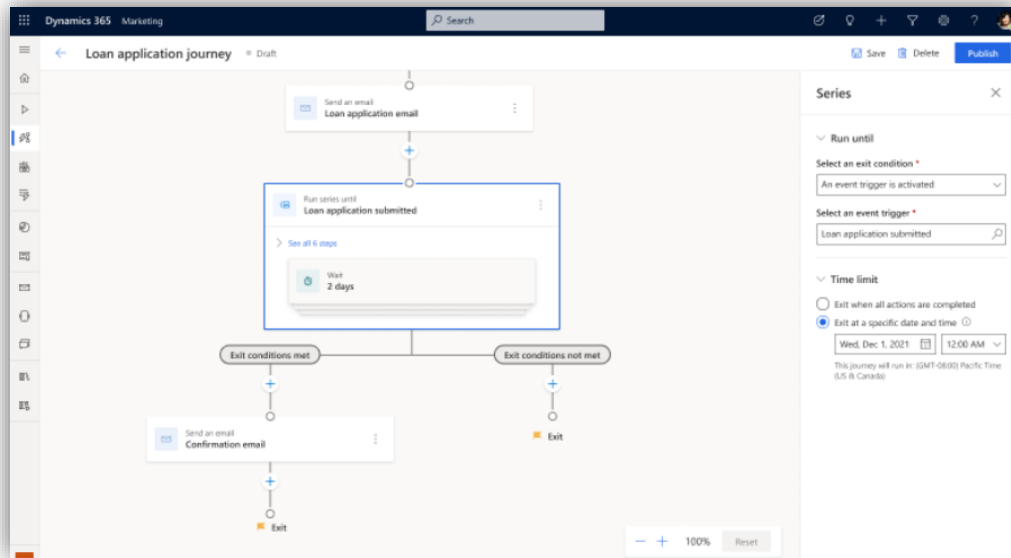 Dynamics 365 Marketing
Search
Loan application journey
Draft
Save
Delete
Publish
Send an email
Loan application email
Run series until
Loan application submitted
See all 6 steps
Wait
2 days
Exit conditions met
Exit conditions not met
Send an email
Confirmation email
Exit
Exit
100%
Reset
Series
Run until
Select an exit condition *
An event trigger is activated
Select an event trigger *
Loan application submitted
Time limit
Exit when all actions are completed
Exit at a specific date and time
Wed, Dec 1, 2021
12:00 AM
This journey will run in: (GMT-08:00) Pacific Time
(US & Canada)